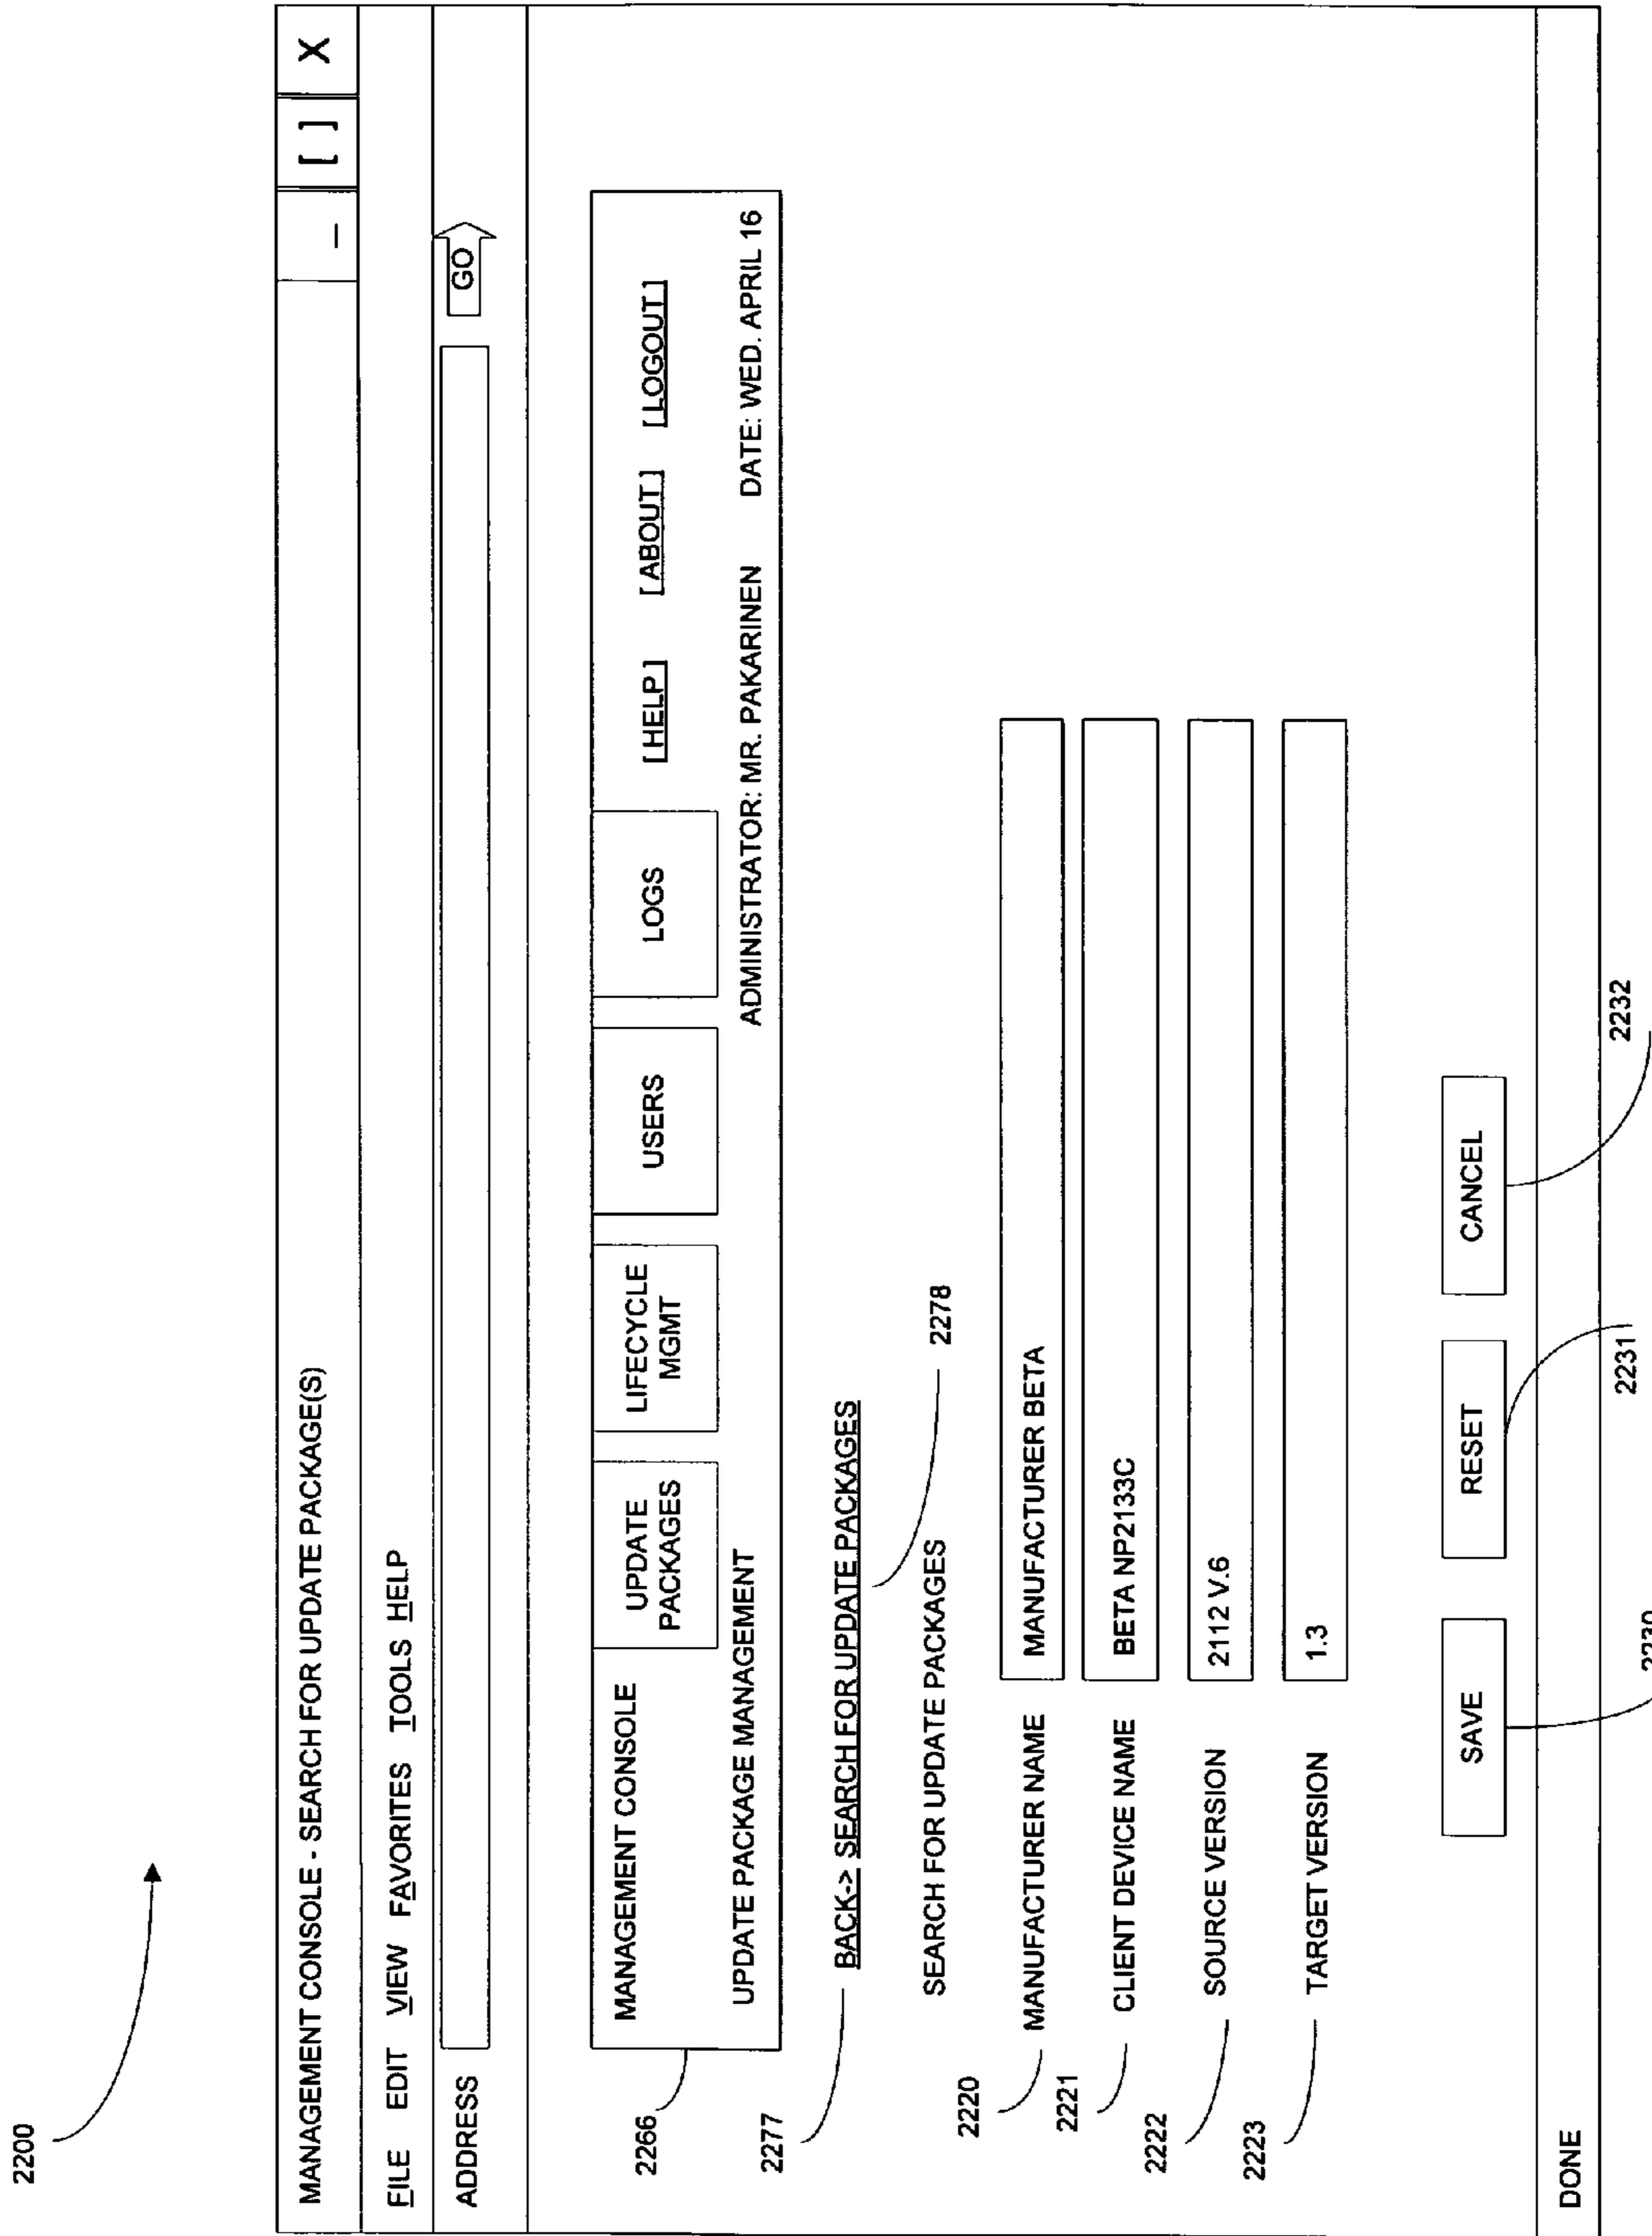 2200
MANAGEMENT CONSOLE - SEARCH FOR UPDATE PACKAGE(S)
_ [ ] X
FILE EDIT VIEW FAVORITES TOOLS HELP
ADDRESS GO
MANAGEMENT CONSOLE
UPDATE PACKAGES
LIFECYCLE MGMT
USERS
LOGS
[HELP] [ABOUT] [LOGOUT]
2266
UPDATE PACKAGE MANAGEMENT ADMINISTRATOR: MR. PAKARINEN DATE: WED. APRIL 16
2277
BACK-> SEARCH FOR UPDATE PACKAGES
2278
SEARCH FOR UPDATE PACKAGES
2220
MANUFACTURER NAME MANUFACTURER BETA
2221
CLIENT DEVICE NAME BETA NP2133C
2222
SOURCE VERSION 2112 V.6
2223
TARGET VERSION 1.3
SAVE RESET CANCEL
DONE
2230
2231
2232